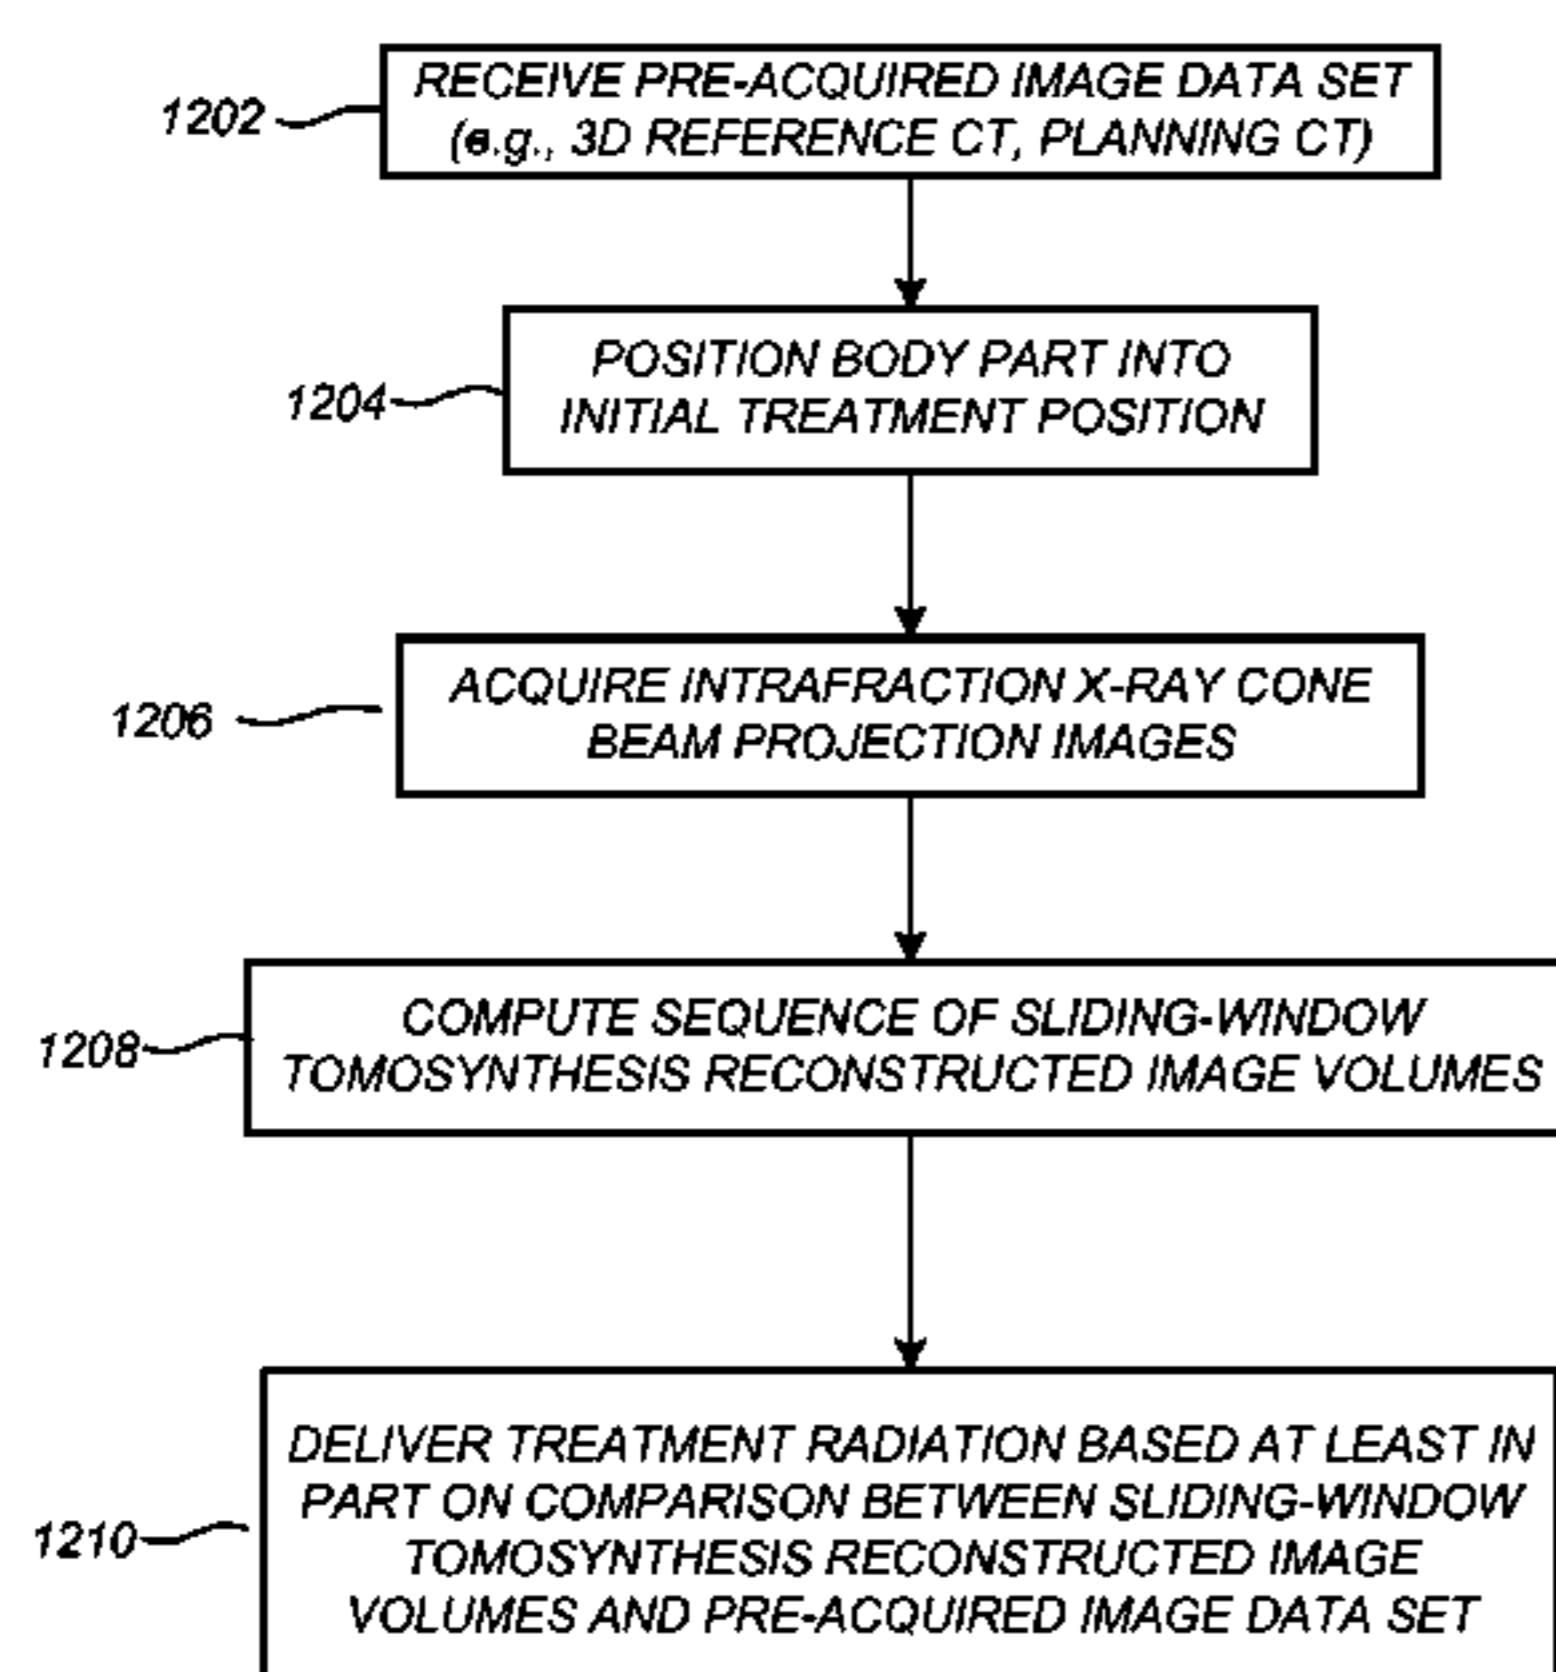 1202
RECEIVE PRE-ACQUIRED IMAGE DATA SET
(e.g., 3D REFERENCE CT, PLANNING CT)
1204
POSITION BODY PART INTO
INITIAL TREATMENT POSITION
1206
ACQUIRE INTRAFRACTION X-RAY CONE
BEAM PROJECTION IMAGES
1208
COMPUTE SEQUENCE OF SLIDING-WINDOW
TOMOSYNTHESIS RECONSTRUCTED IMAGE VOLUMES
1210
DELIVER TREATMENT RADIATION BASED AT LEAST IN
PART ON COMPARISON BETWEEN SLIDING-WINDOW
TOMOSYNTHESIS RECONSTRUCTED IMAGE
VOLUMES AND PRE-ACQUIRED IMAGE DATA SET